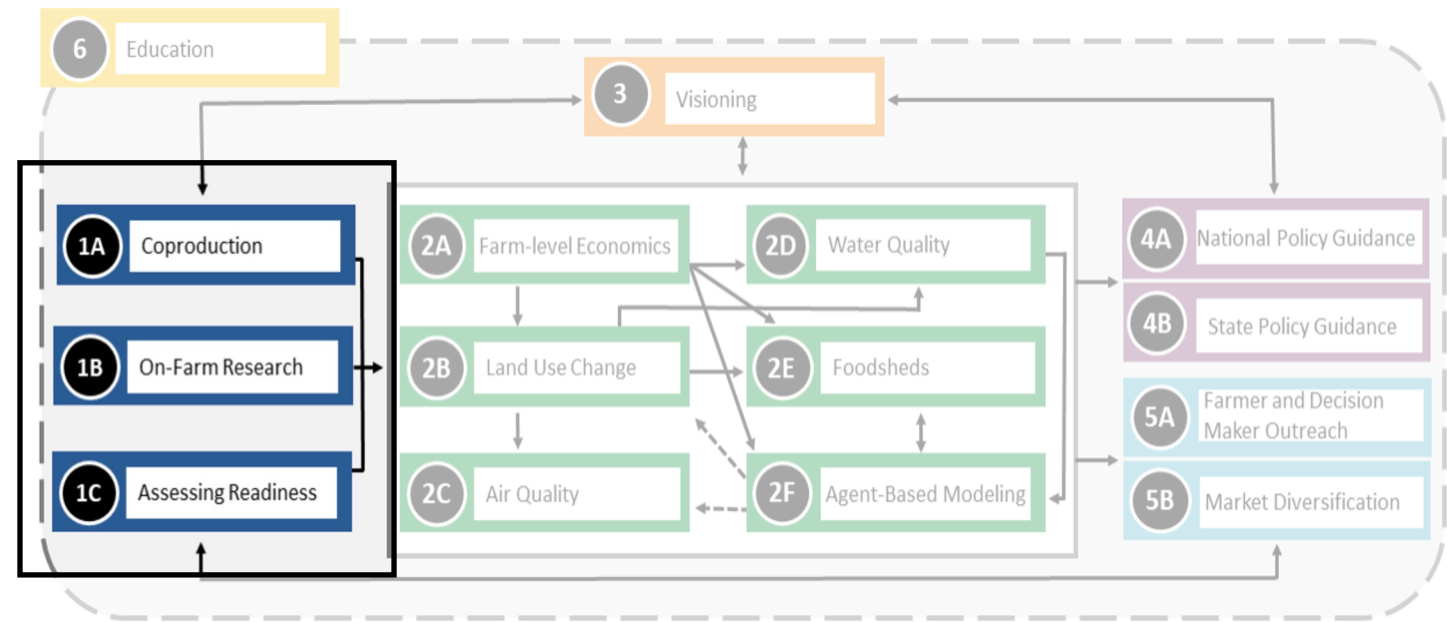 6 Education
3 Visioning
1A Coproduction
1B On-Farm Research
1C Assessing Readiness
2A Farm-level Economics
2B Land Use Change
2C Air Quality
2D Water Quality
2E Foodsheds
2F Agent-Based Modeling
4A National Policy Guidance
4B State Policy Guidance
5A Farmer and Decision
Maker Outreach
5B Market Diversification